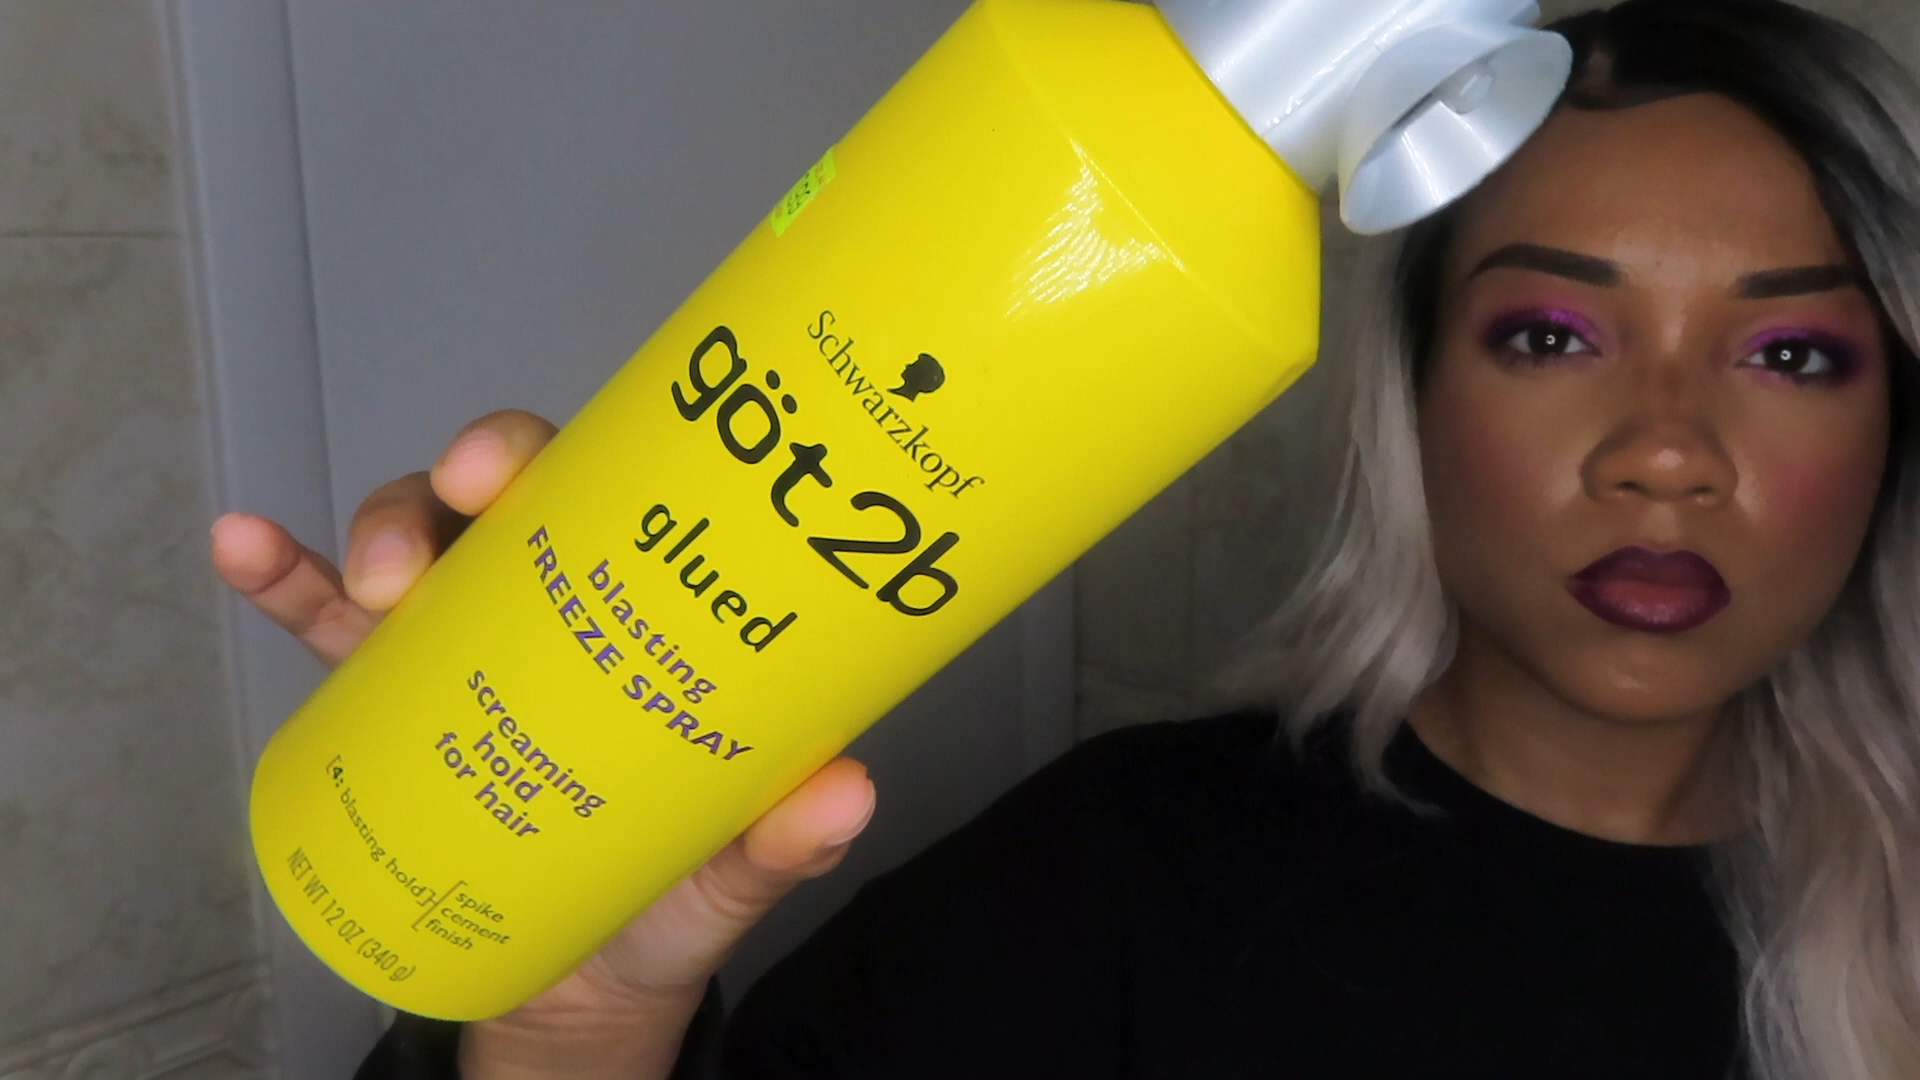 Schwarzkopf
göt2b
glued
blasting
FREEZE SPRAY
screaming
hold
for hair
[4: blasting hold]
spike
cement
finish
NET WT 12 OZ (340 g)